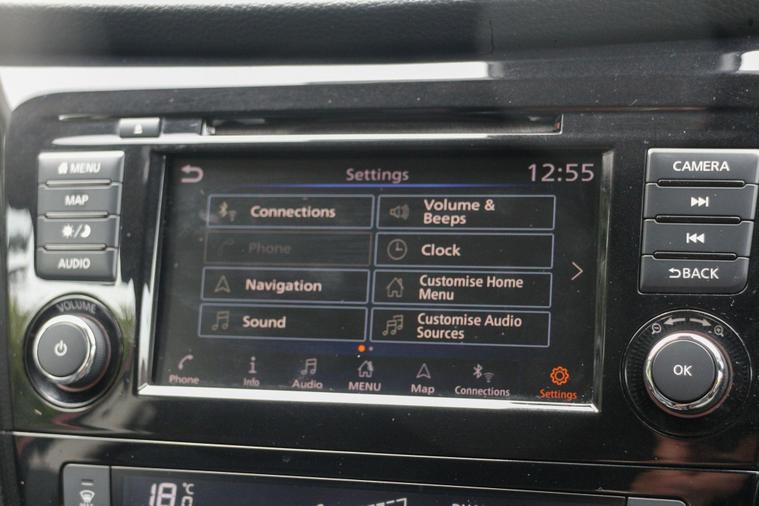 MENU
MAP
AUDIO
VOLUME
Settings
12:55
Connections
Volume &
Beeps
Phone
Clock
Navigation
Customise Home
Menu
Sound
Customise Audio
Sources
Phone
Info
Audio
MENU
Map
Connections
Settings
CAMERA
BACK
OK
18 °C